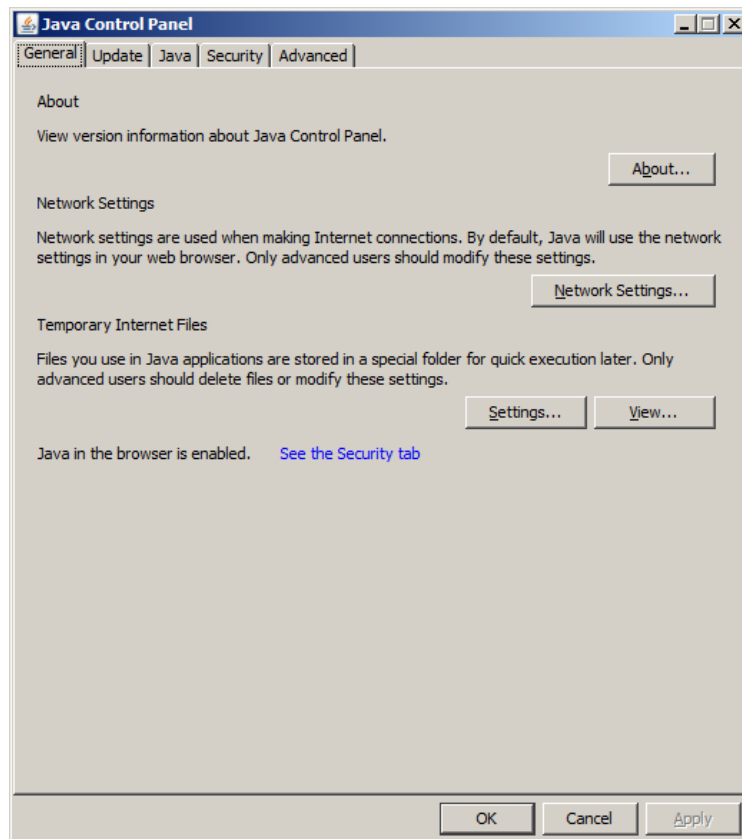 Java Control Panel
General Update Java Security Advanced
About
View version information about Java Control Panel.
About...
Network Settings
Network settings are used when making Internet connections. By default, Java will use the network
settings in your web browser. Only advanced users should modify these settings.
Network Settings...
Temporary Internet Files
Files you use in Java applications are stored in a special folder for quick execution later. Only
advanced users should delete files or modify these settings.
Settings... View...
Java in the browser is enabled. See the Security tab
OK Cancel Apply